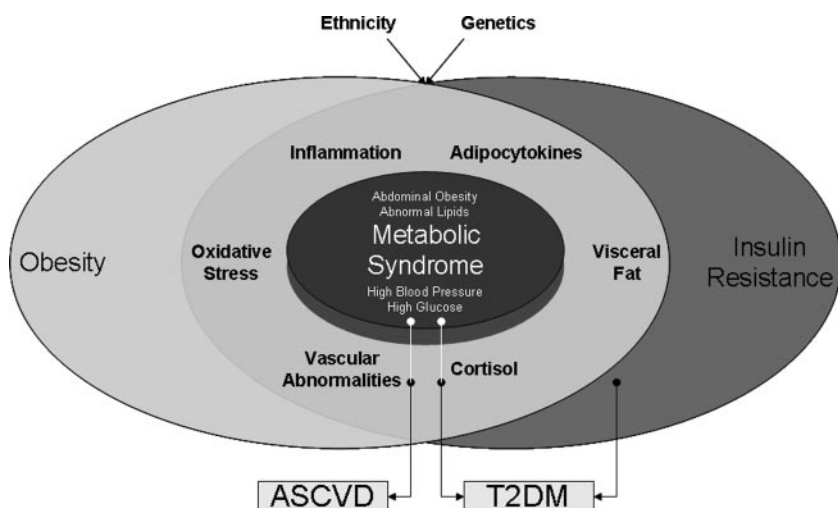 Ethnicity Genetics
Inflammation Adipocytokines
Abdominal Obesity
Abnormal Lipids
Metabolic
Syndrome
High Blood Pressure
High Glucose
Obesity
Oxidative
Stress
Visceral
Fat
Insulin
Resistance
Vascular
Abnormalities
Cortisol
ASCVD T2DM